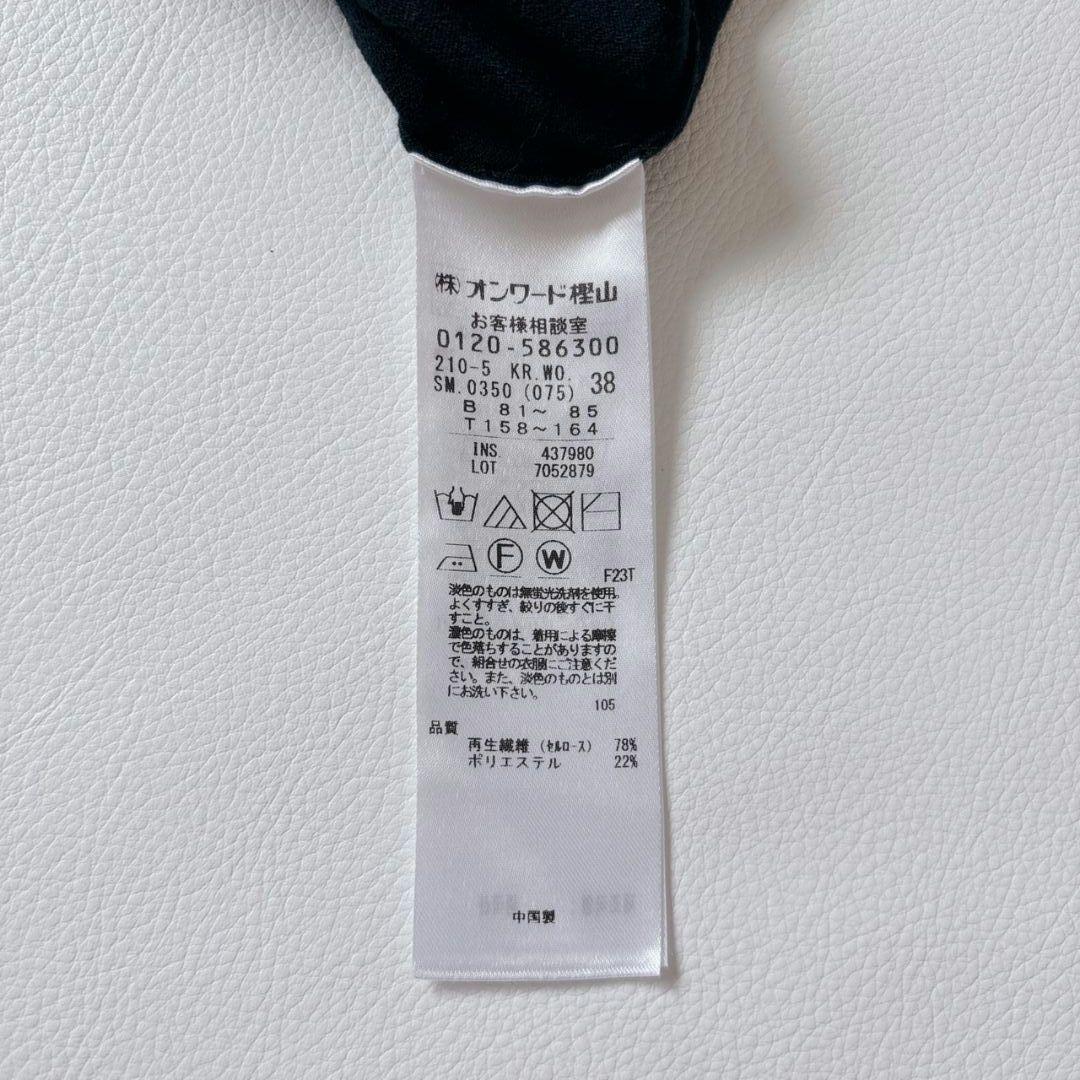 (株)オンワード樫山
お客様相談室
0120-586300
210-5 KR.WO. 38
SM.0350 (075)
B 81～ 85
T158～164
INS. 437980
LOT 7052879
F W
F23T
淡色のものは無蛍光洗剤を使用。
よくすすぎ、絞りの後すぐに干
すこと。
濃色のものは、着用による摩擦
で色落ちすることがありますの
で、組合せの衣服にご注意くだ
さい。また、淡色のものとは別
にお洗い下さい。
105
品質
再生繊維 (ｾﾙﾛｰｽ) 78%
ポリエステル 22%
中国製